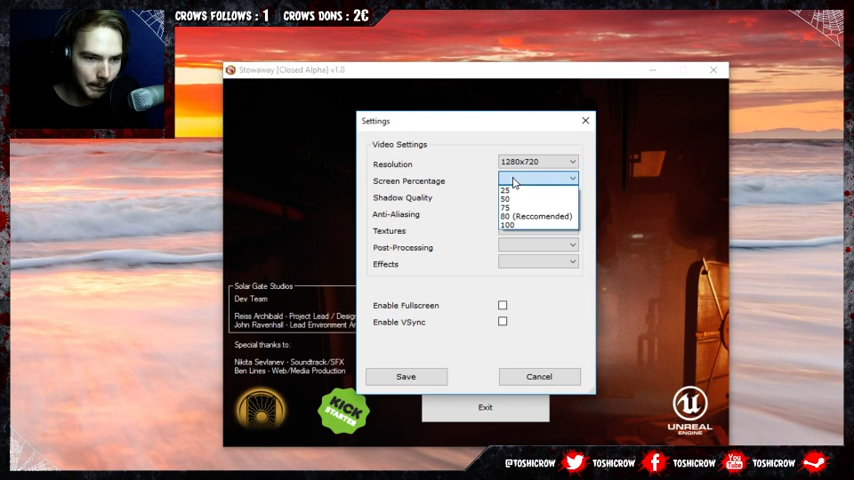 CROWS FOLLOWS : 1 CROWS DONS : 2€
Stowaway [Closed Alpha] v1.0
Settings
Video Settings
Resolution 1280x720
Screen Percentage
25
Shadow Quality 50
75
Anti-Aliasing 80 (Reccomended)
100
Textures
Post-Processing
Effects
Solar Gate Studios
Dev Team
Reiss Archibald - Project Lead / Design
John Ravenhall - Lead Environment Ar
Enable Fullscreen
Enable VSync
Special thanks to:
Nikita Sevlanev - Soundtrack/SFX
Ben Lines - Web/Media Production
Save Cancel
KICK
STARTER
Exit
UNREAL
ENGINE
@TOSHICROW TOSHICROW TOSHICROW You Tube TOSHICROW